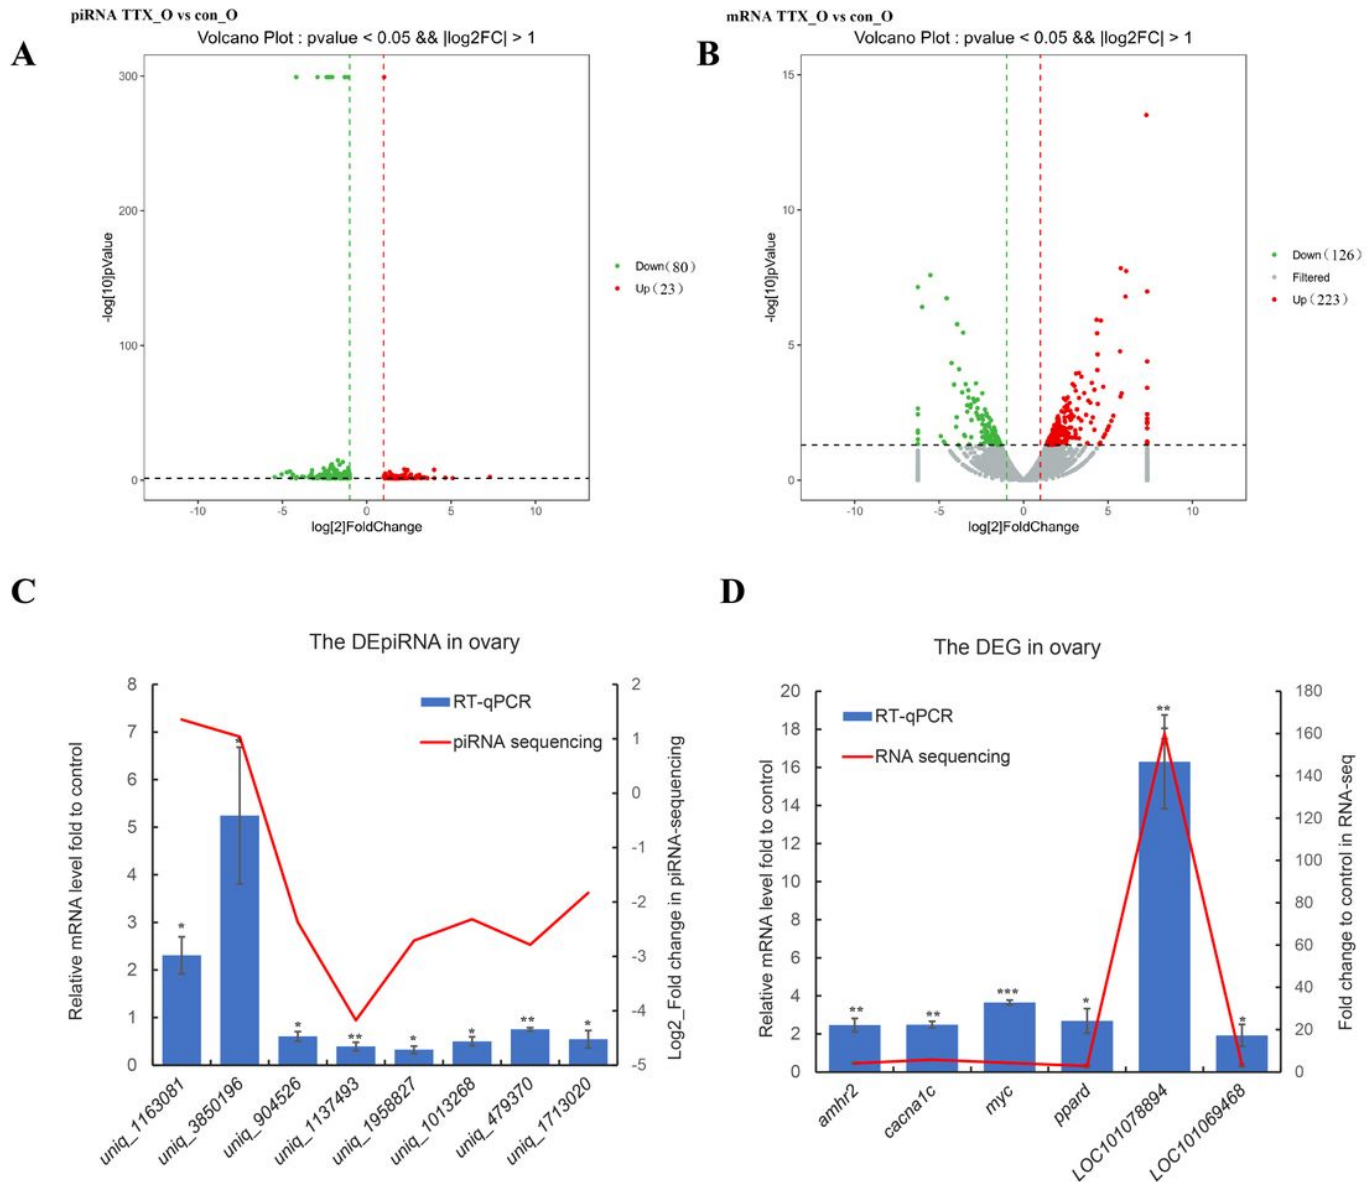 piRNA TTX_O vs con_O
A
Volcano Plot : pvalue < 0.05 && |log2FC| > 1
300
200
100
0
-log[10]pValue
-10 -5 0 5 10
log[2]FoldChange
Down(80)
Up(23)
mRNA TTX_O vs con_O
B
Volcano Plot : pvalue < 0.05 && |log2FC| > 1
15
10
5
0
-log[10]pValue
-10 -5 0 5 10
log[2]FoldChange
Down(126)
Filtered
Up(223)
C
The DEpiRNA in ovary
RT-qPCR
piRNA sequencing
8
7
6
5
4
3
2
1
0
Relative mRNA level fold to control
2
1
0
-1
-2
-3
-4
-5
Log2_Fold change in piRNA-sequencing
* * * ** * * ** *
uniq_1163081
uniq_3850196
uniq_904526
uniq_1137493
uniq_1958827
uniq_1013268
uniq_479370
uniq_1713020
D
The DEG in ovary
RT-qPCR
RNA sequencing
20
18
16
14
12
10
8
6
4
2
0
Relative mRNA level fold to control
180
160
140
120
100
80
60
40
20
0
Fold change to control in RNA-seq
** ** *** * ** *
amhr2
cacna1c
myc
ppard
LOC101078894
LOC101069468